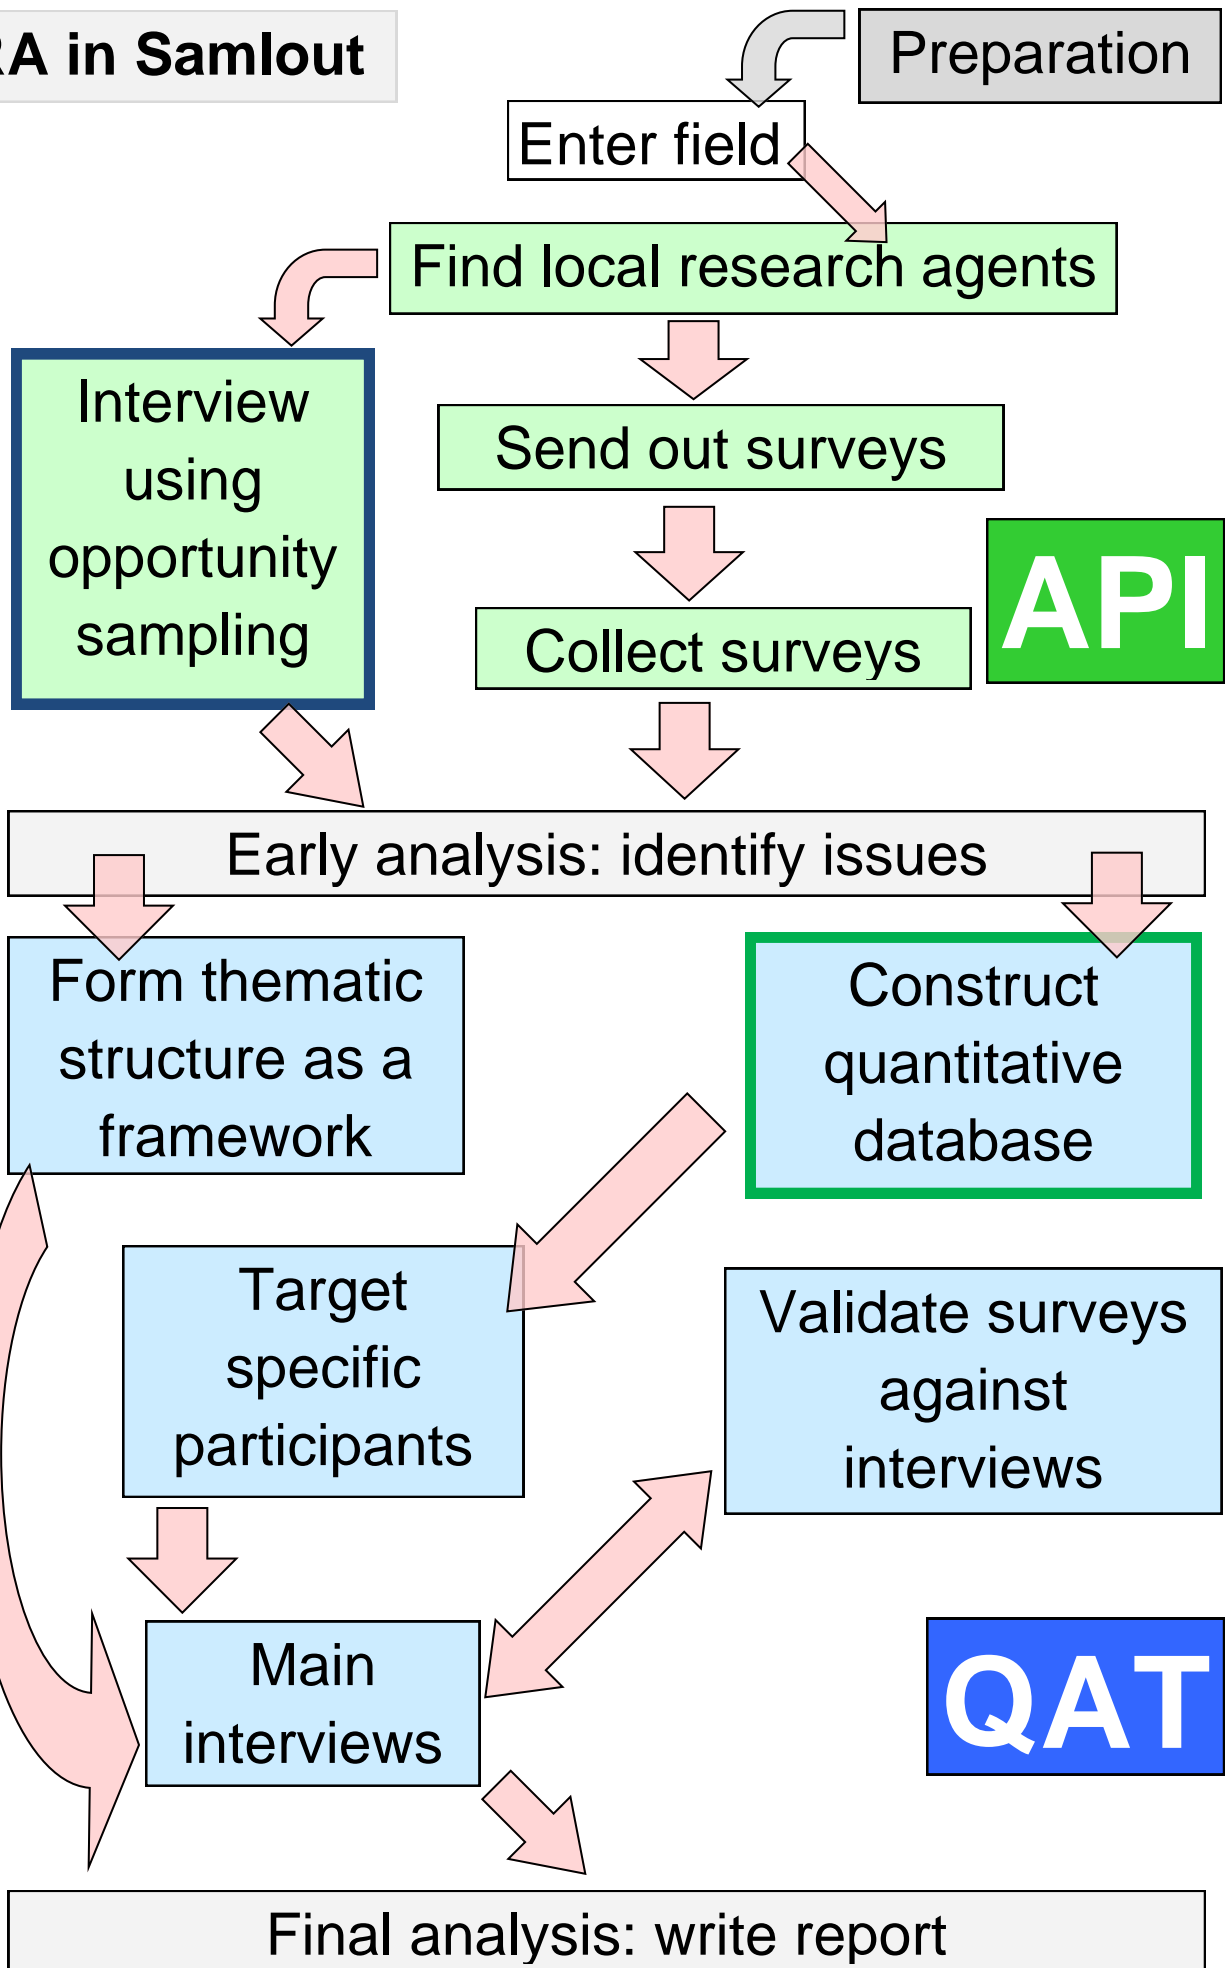 RA in Samlout
Preparation
Enter field
Find local research agents
Interview
using
opportunity
sampling
Send out surveys
Collect surveys
API
Early analysis: identify issues
Form thematic
structure as a
framework
Construct
quantitative
database
Target
specific
participants
Validate surveys
against
interviews
Main
interviews
QAT
Final analysis: write report